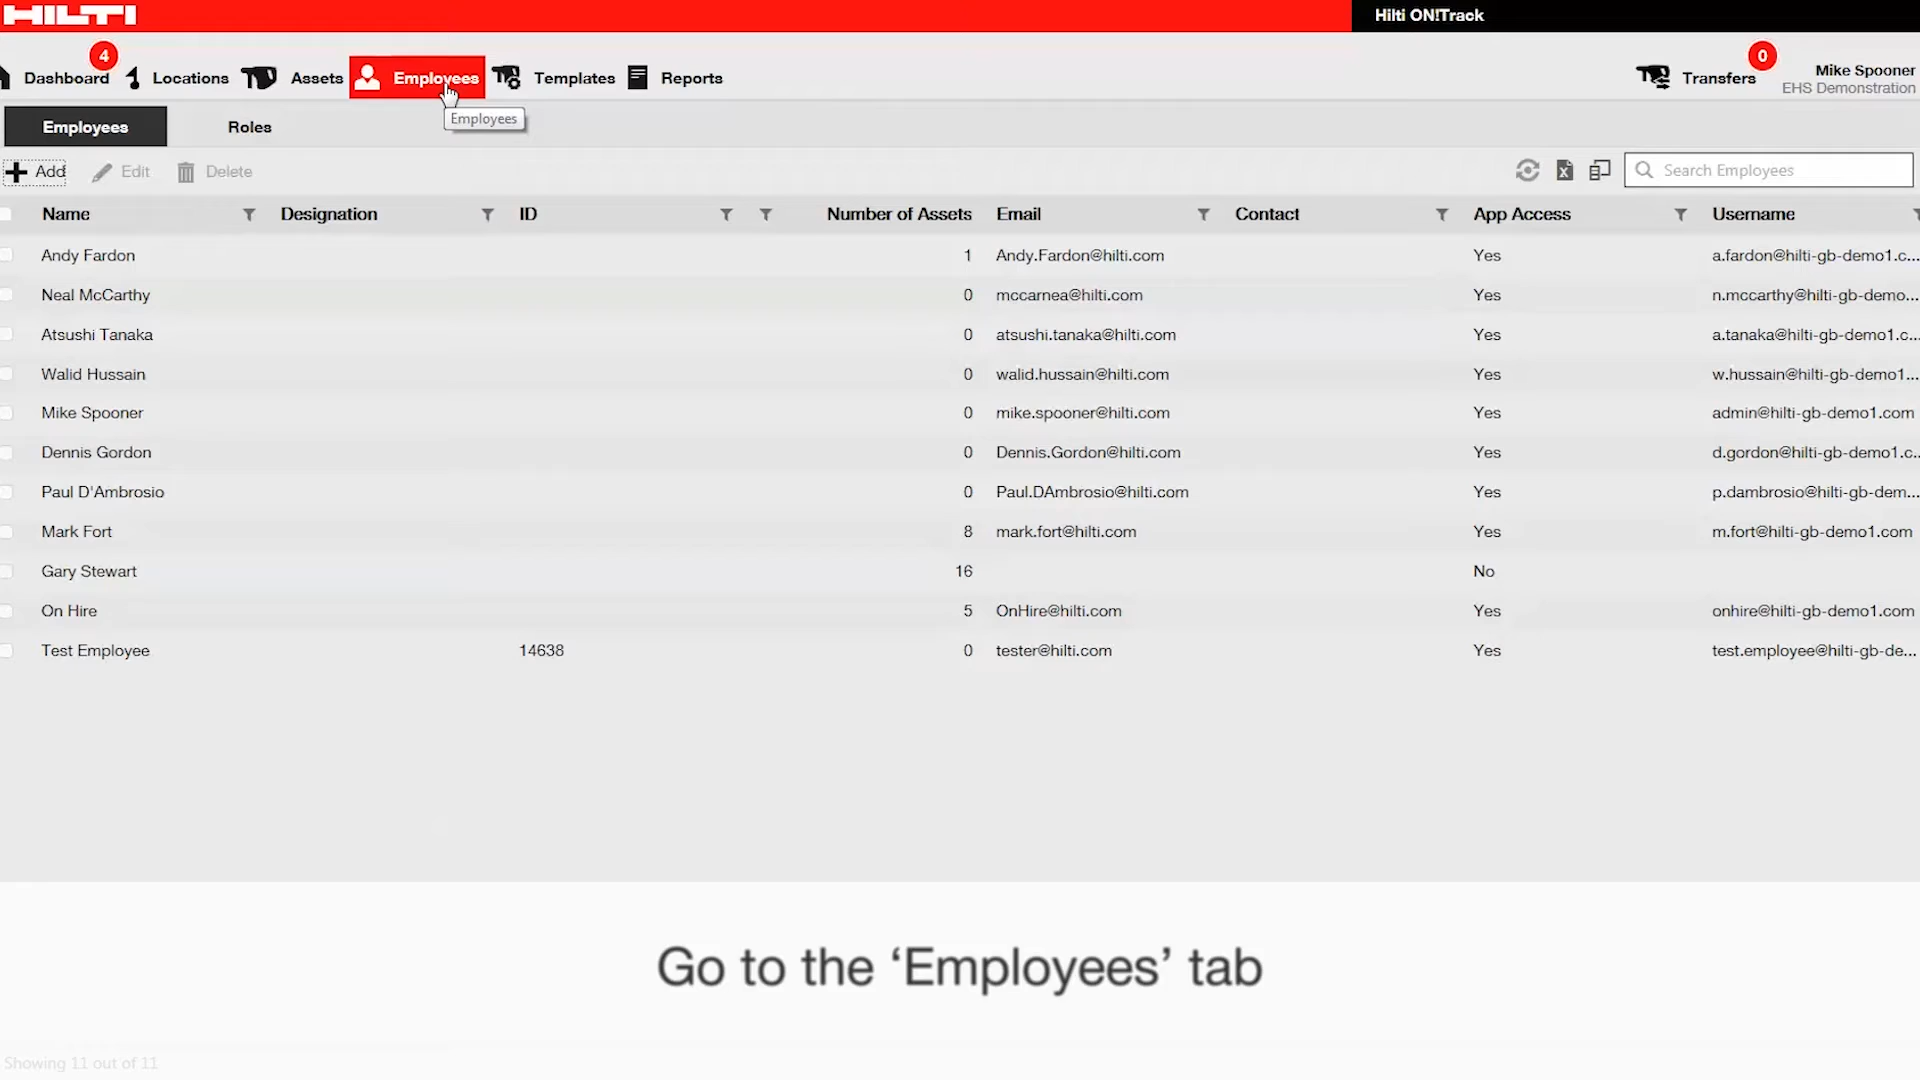 HILTI
Hilti ON!Track
Dashboard 4 Locations Assets Employees Templates Reports Transfers 0 Mike Spooner
EHS Demonstration
Employees Roles Employees
Add Edit Delete Search Employees
Name Designation ID Number of Assets Email Contact App Access Username
Andy Fardon 1 Andy.Fardon@hilti.com Yes a.fardon@hilti-gb-demo1.c...
Neal McCarthy 0 mccarnea@hilti.com Yes n.mccarthy@hilti-gb-demo...
Atsushi Tanaka 0 atsushi.tanaka@hilti.com Yes a.tanaka@hilti-gb-demo1.c...
Walid Hussain 0 walid.hussain@hilti.com Yes w.hussain@hilti-gb-demo1...
Mike Spooner 0 mike.spooner@hilti.com Yes admin@hilti-gb-demo1.com
Dennis Gordon 0 Dennis.Gordon@hilti.com Yes d.gordon@hilti-gb-demo1.c...
Paul D'Ambrosio 0 Paul.DAmbrosio@hilti.com Yes p.dambrosio@hilti-gb-dem...
Mark Fort 8 mark.fort@hilti.com Yes m.fort@hilti-gb-demo1.com
Gary Stewart 16 No
On Hire 5 OnHire@hilti.com Yes onhire@hilti-gb-demo1.com
Test Employee 14638 0 tester@hilti.com Yes test.employee@hilti-gb-de...
Go to the ‘Employees’ tab
Showing 11 out of 11